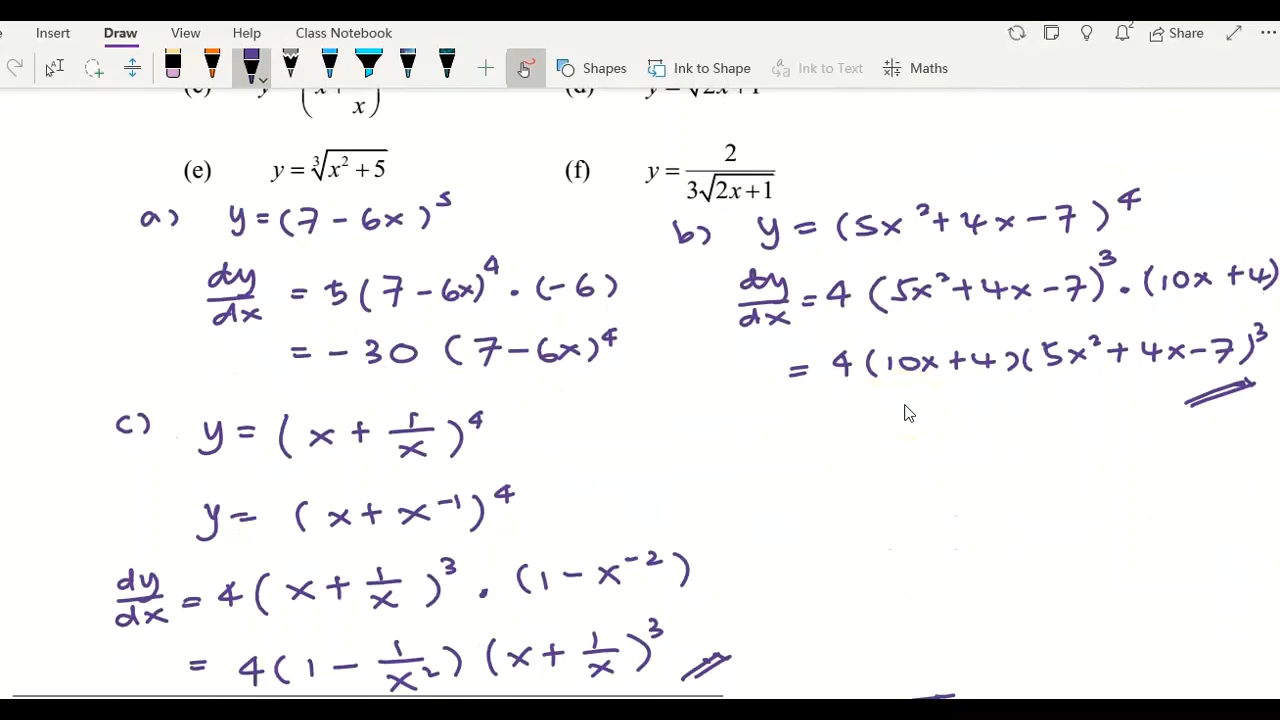 Insert Draw View Help Class Notebook 2 Share
Shapes Ink to Shape Ink to Text Maths
x
(e) y = ∛(x² + 5) (f) y = 2/(3√(2x + 1))
a) y = (7 - 6x)⁵
dy/dx = 5(7 - 6x)⁴ · (-6)
= -30 (7 - 6x)⁴
b) y = (5x² + 4x - 7)⁴
dy/dx = 4(5x² + 4x - 7)³ · (10x + 4)
= 4(10x + 4)(5x² + 4x - 7)³
c) y = (x + 1/x)⁴
y = (x + x⁻¹)⁴
dy/dx = 4(x + 1/x)³ · (1 - x⁻²)
= 4(1 - 1/x²)(x + 1/x)³